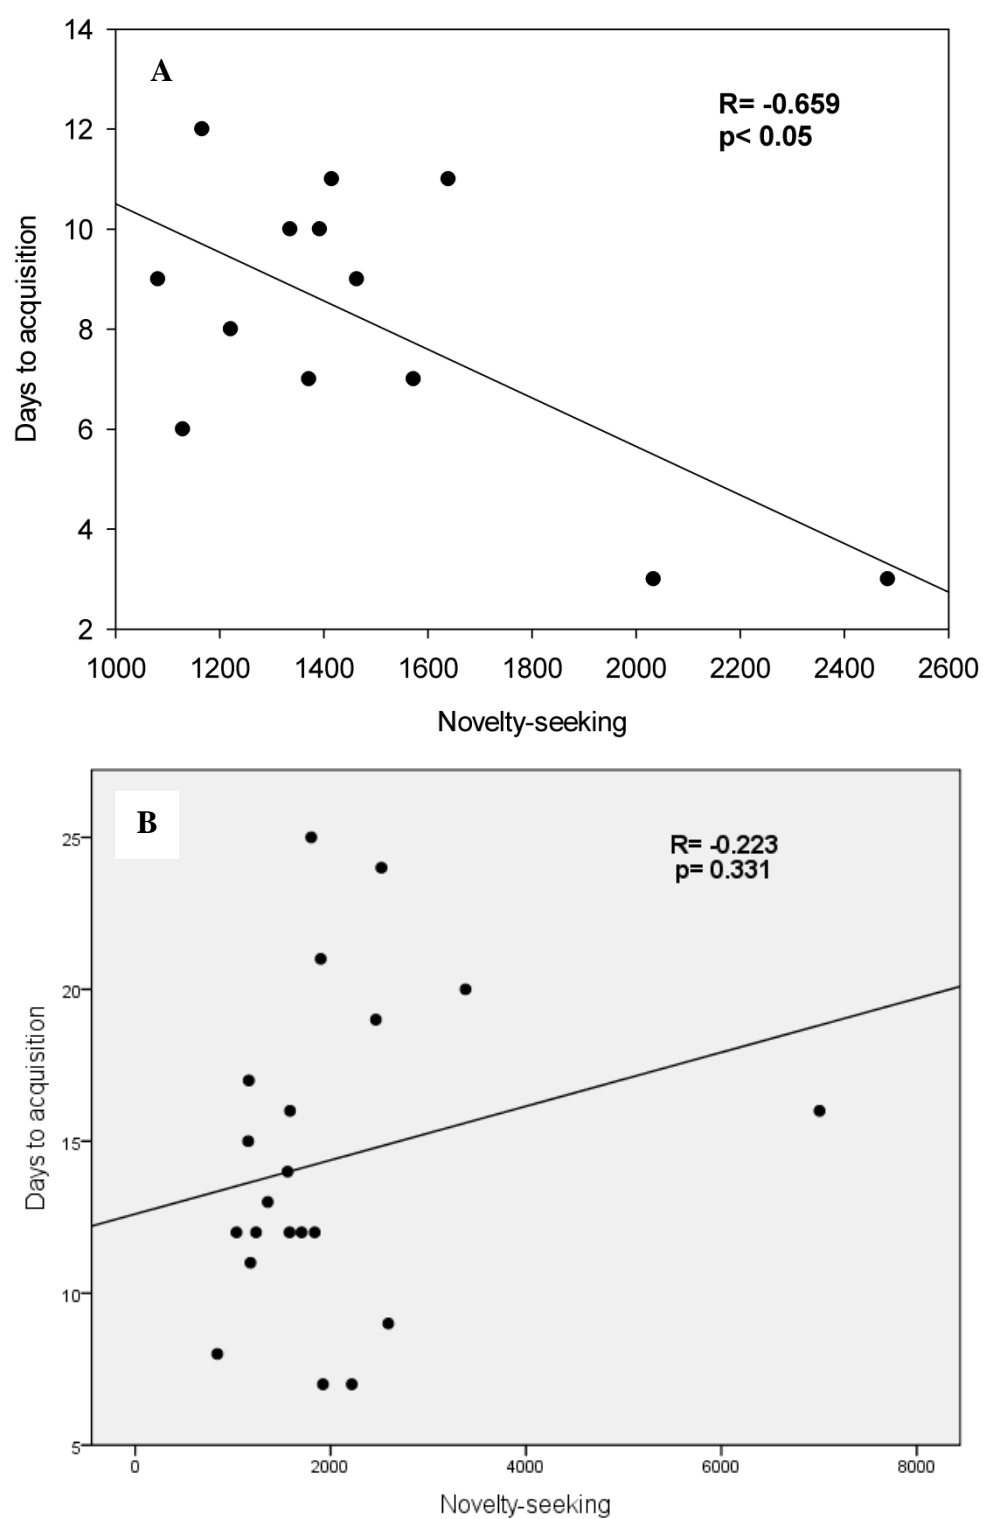 A
R= -0.659
p< 0.05
Days to acquisition
14
12
10
8
6
4
2
1000 1200 1400 1600 1800 2000 2200 2400 2600
Novelty-seeking
B
R= -0.223
p= 0.331
Days to acquisition
25
20
15
10
5
0 2000 4000 6000 8000
Novelty-seeking